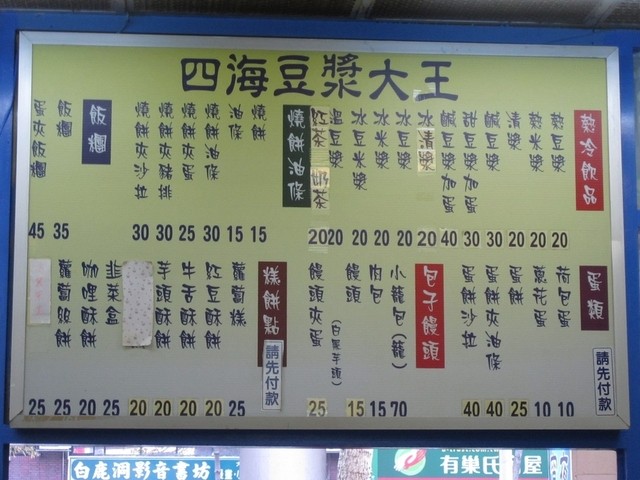 四海豆漿大王
熱冷飲品
熱豆漿 20
熱米漿 20
清漿 20
鹹豆漿 30
甜豆漿加蛋 30
鹹豆漿加蛋 40
冰清漿 20
冰豆漿 20
冰米漿 20
冰豆米漿 20
溫豆漿 20
紅茶 奶茶 20
燒餅油條
燒餅 15
油條 15
燒餅油條 30
燒餅夾蛋 25
燒餅夾豬排 30
燒餅夾沙拉 30
飯糰
飯糰 35
蛋夾飯糰 45
蛋類
請先付款
荷包蛋 10
蔥花蛋 10
蛋餅 25
蛋餅夾油條 40
蛋餅沙拉 40
包子饅頭
小籠包(籠) 70
肉包 15
饅頭(白黑芋頭) 15
饅頭夾蛋 25
糕餅點
請先付款
蘿蔔糕 25
紅豆酥餅 20
牛舌酥餅 20
芋頭酥餅 20
20
韭菜盒 25
咖哩酥餅 20
蘿蔔絲餅 25
25
白鹿洞影音書坊
有巢氏 屋